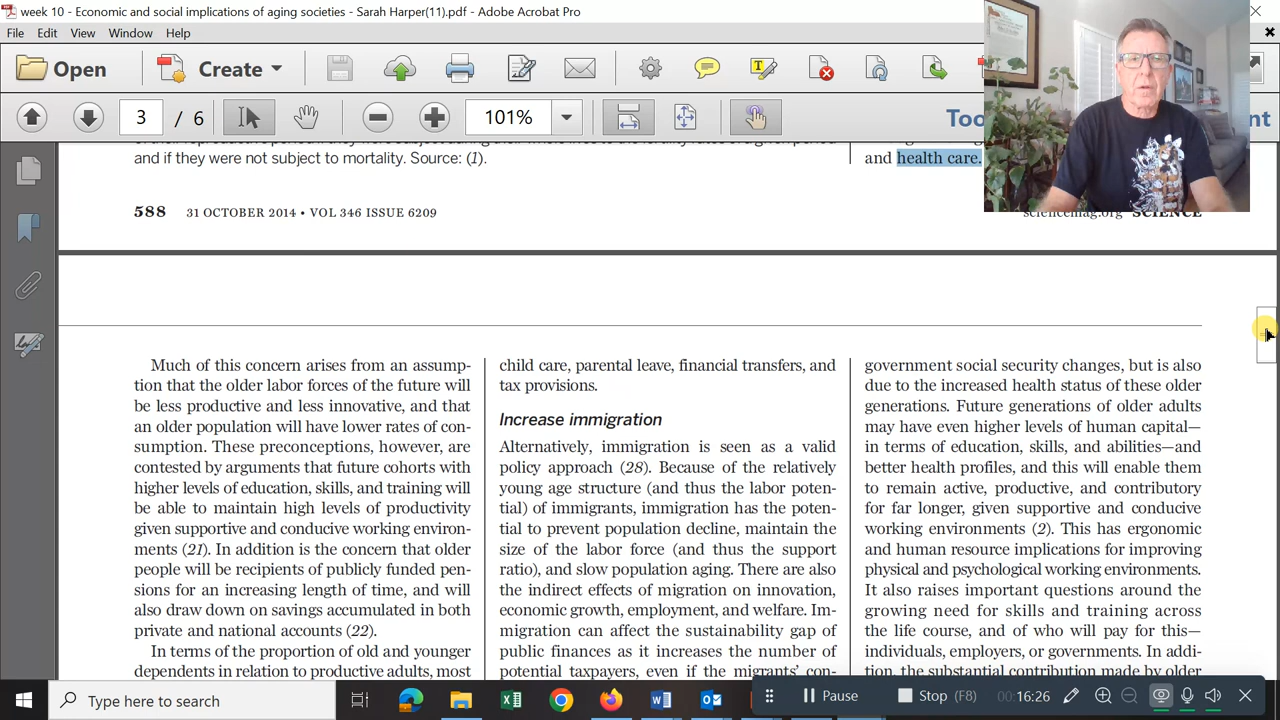 week 10 - Economic and social implications of aging societies - Sarah Harper(11).pdf - Adobe Acrobat Pro
File Edit View Window Help
Open Create
3 / 6 101%
and if they were not subject to mortality. Source: (1).
and health care.
588 31 OCTOBER 2014 • VOL 346 ISSUE 6209
sciencemag.org SCIENCE
Much of this concern arises from an assump-
tion that the older labor forces of the future will
be less productive and less innovative, and that
an older population will have lower rates of con-
sumption. These preconceptions, however, are
contested by arguments that future cohorts with
higher levels of education, skills, and training will
be able to maintain high levels of productivity
given supportive and conducive working environ-
ments (21). In addition is the concern that older
people will be recipients of publicly funded pen-
sions for an increasing length of time, and will
also draw down on savings accumulated in both
private and national accounts (22).
In terms of the proportion of old and younger
dependents in relation to productive adults, most
child care, parental leave, financial transfers, and
tax provisions.
Increase immigration
Alternatively, immigration is seen as a valid
policy approach (28). Because of the relatively
young age structure (and thus the labor poten-
tial) of immigrants, immigration has the poten-
tial to prevent population decline, maintain the
size of the labor force (and thus the support
ratio), and slow population aging. There are also
the indirect effects of migration on innovation,
economic growth, employment, and welfare. Im-
migration can affect the sustainability gap of
public finances as it increases the number of
potential taxpayers, even if the migrants' con-
government social security changes, but is also
due to the increased health status of these older
generations. Future generations of older adults
may have even higher levels of human capital—
in terms of education, skills, and abilities—and
better health profiles, and this will enable them
to remain active, productive, and contributory
for far longer, given supportive and conducive
working environments (2). This has ergonomic
and human resource implications for improving
physical and psychological working environments.
It also raises important questions around the
growing need for skills and training across
the life course, and of who will pay for this—
individuals, employers, or governments. In addi-
tion, the substantial contribution made by older
Type here to search
Pause Stop (F8) 00:16:26